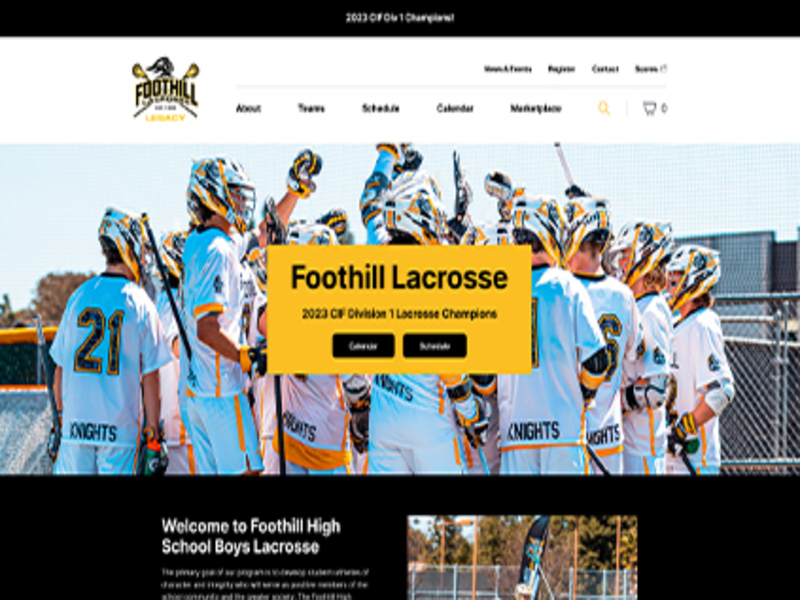 2023 CIF Div 1 Champions!
News & Events Register Contact Scores
FOOTHILL
LACROSSE
LEGACY
About Teams Schedule Calendar Marketplace 0
21
KNIGHTS
KNIGHTS
KNIGHTS
KNIGHTS
KNIGHTS
6
Foothill Lacrosse
2023 CIF Division 1 Lacrosse Champions
Calendar Schedule
Welcome to Foothill High
School Boys Lacrosse
The primary goal of our program is to develop student-athletes of
character and integrity who will serve as positive members of the
school community and the greater society. The Foothill High